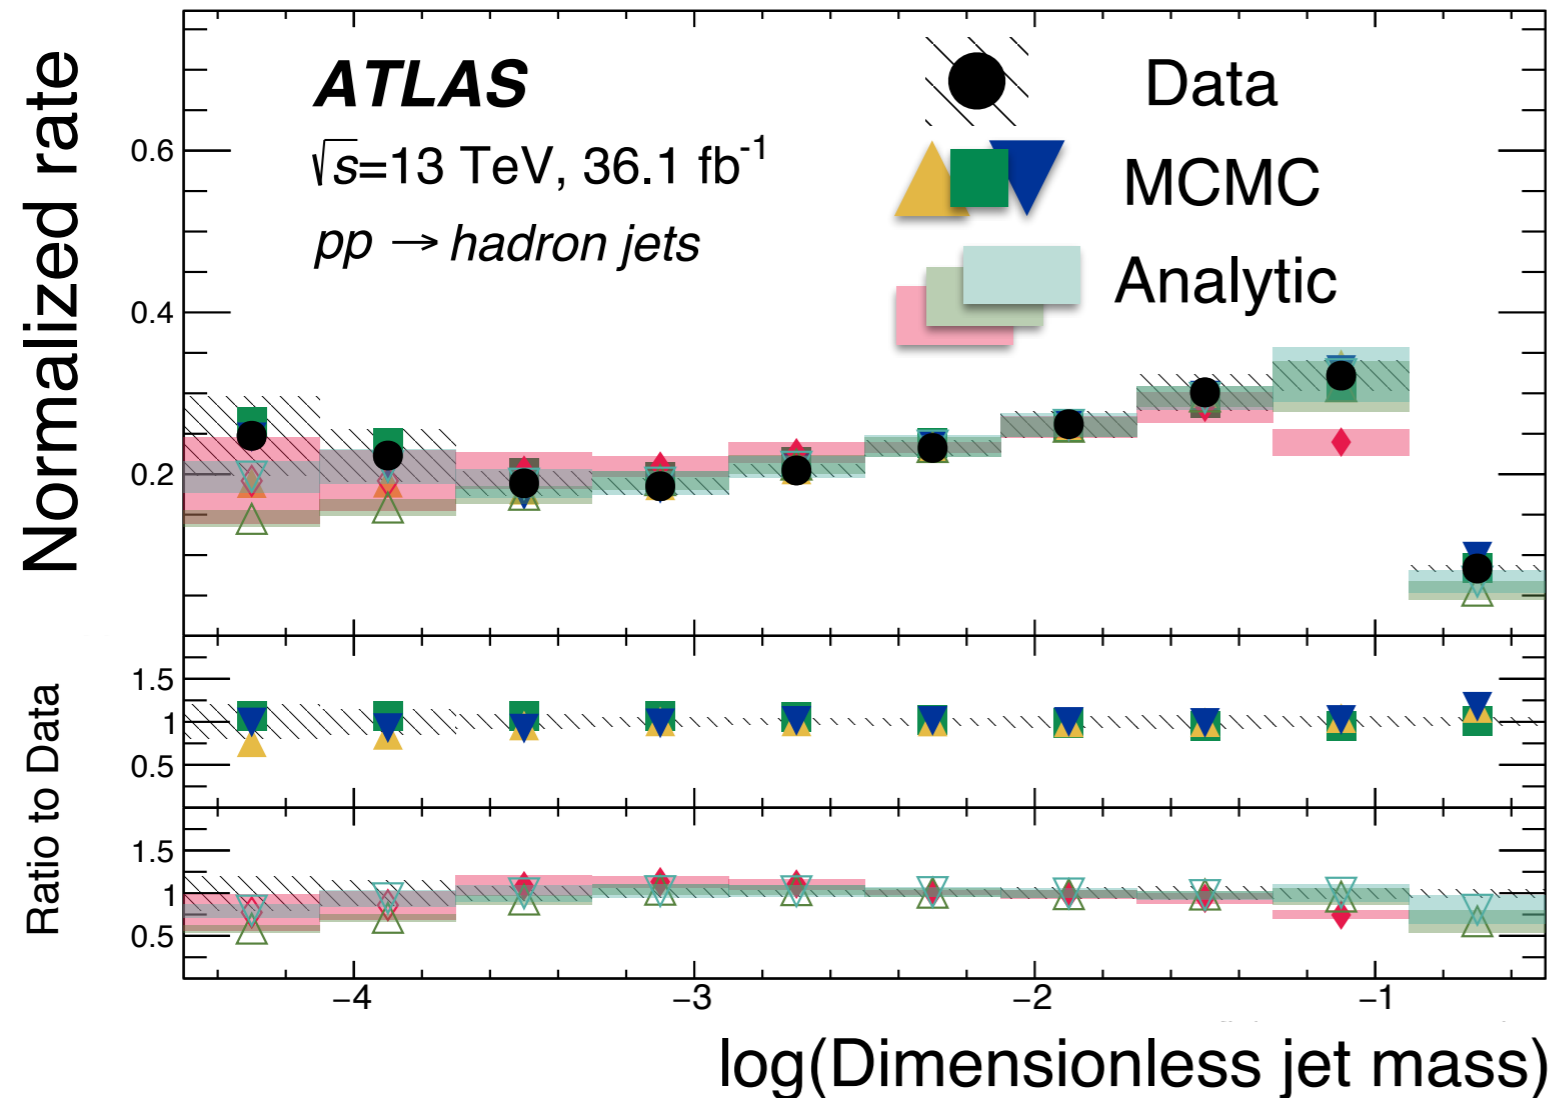 Normalized rate
ATLAS
√s=13 TeV, 36.1 fb⁻¹
pp → hadron jets
Data
MCMC
Analytic
0.6
0.4
0.2
Ratio to Data
1.5
1
0.5
1.5
1
0.5
−4
−3
−2
−1
log(Dimensionless jet mass)